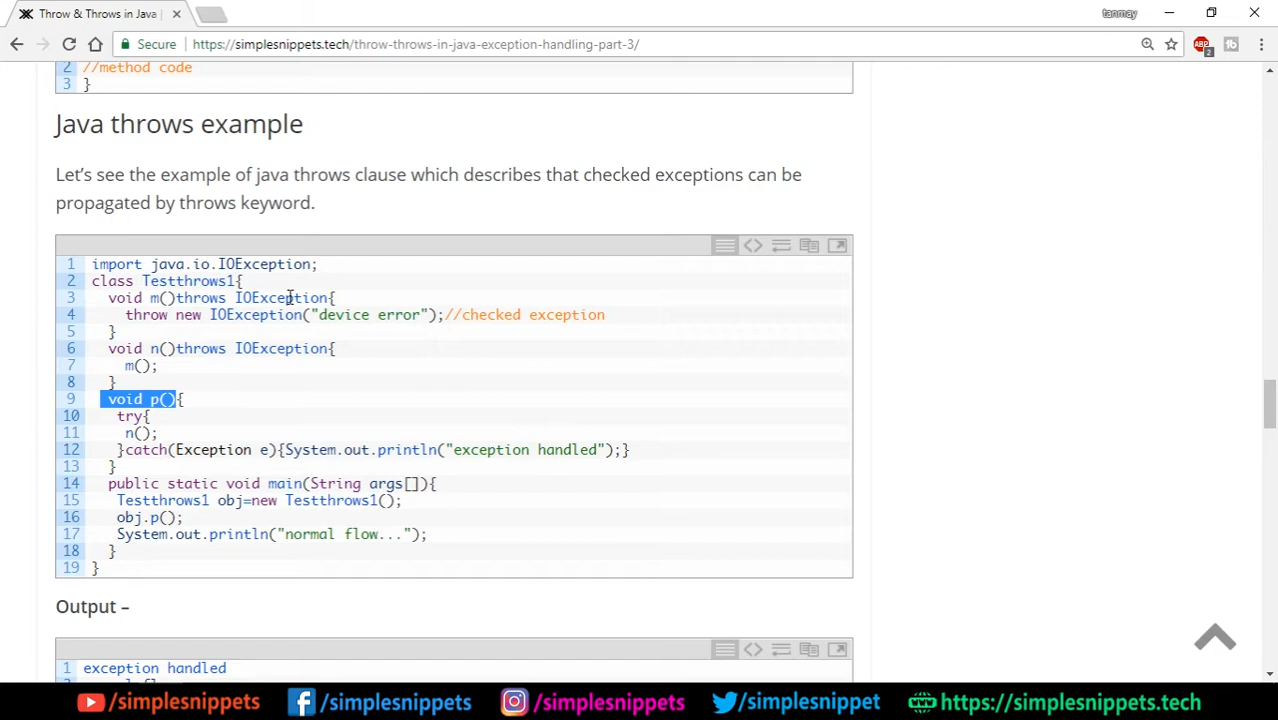 Throw & Throws in Java |
tanmay
Secure
https://simplesnippets.tech/throw-throws-in-java-exception-handling-part-3/
ABP
2
2 //method code
3 }
Java throws example
Let's see the example of java throws clause which describes that checked exceptions can be
propagated by throws keyword.
1 import java.io.IOException;
2 class Testthrows1{
3 void m()throws IOException{
4 throw new IOException("device error");//checked exception
5 }
6 void n()throws IOException{
7 m();
8 }
9 void p(){
10 try{
11 n();
12 }catch(Exception e){System.out.println("exception handled");}
13 }
14 public static void main(String args[]){
15 Testthrows1 obj=new Testthrows1();
16 obj.p();
17 System.out.println("normal flow...");
18 }
19 }
Output –
1 exception handled
/simplesnippets /simplesnippets /simplesnippets /simplesnippets https://simplesnippets.tech